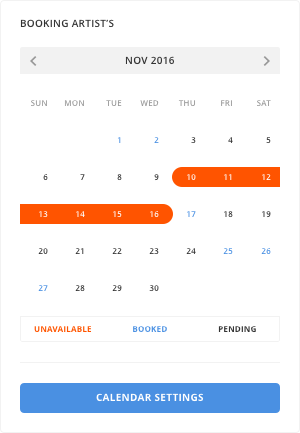 BOOKING ARTIST'S
NOV 2016
SUN MON TUE WED THU FRI SAT
1 2 3 4 5
6 7 8 9 10 11 12
13 14 15 16 17 18 19
20 21 22 23 24 25 26
27 28 29 30
UNAVAILABLE BOOKED PENDING
CALENDAR SETTINGS